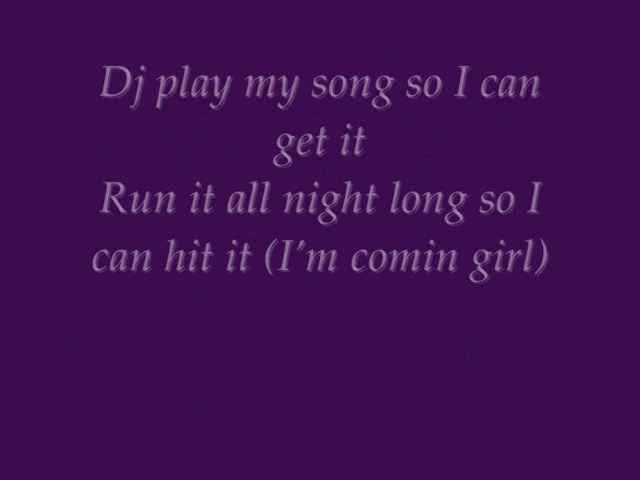 Dj play my song so I can
get it
Run it all night long so I
can hit it (I'm comin girl)